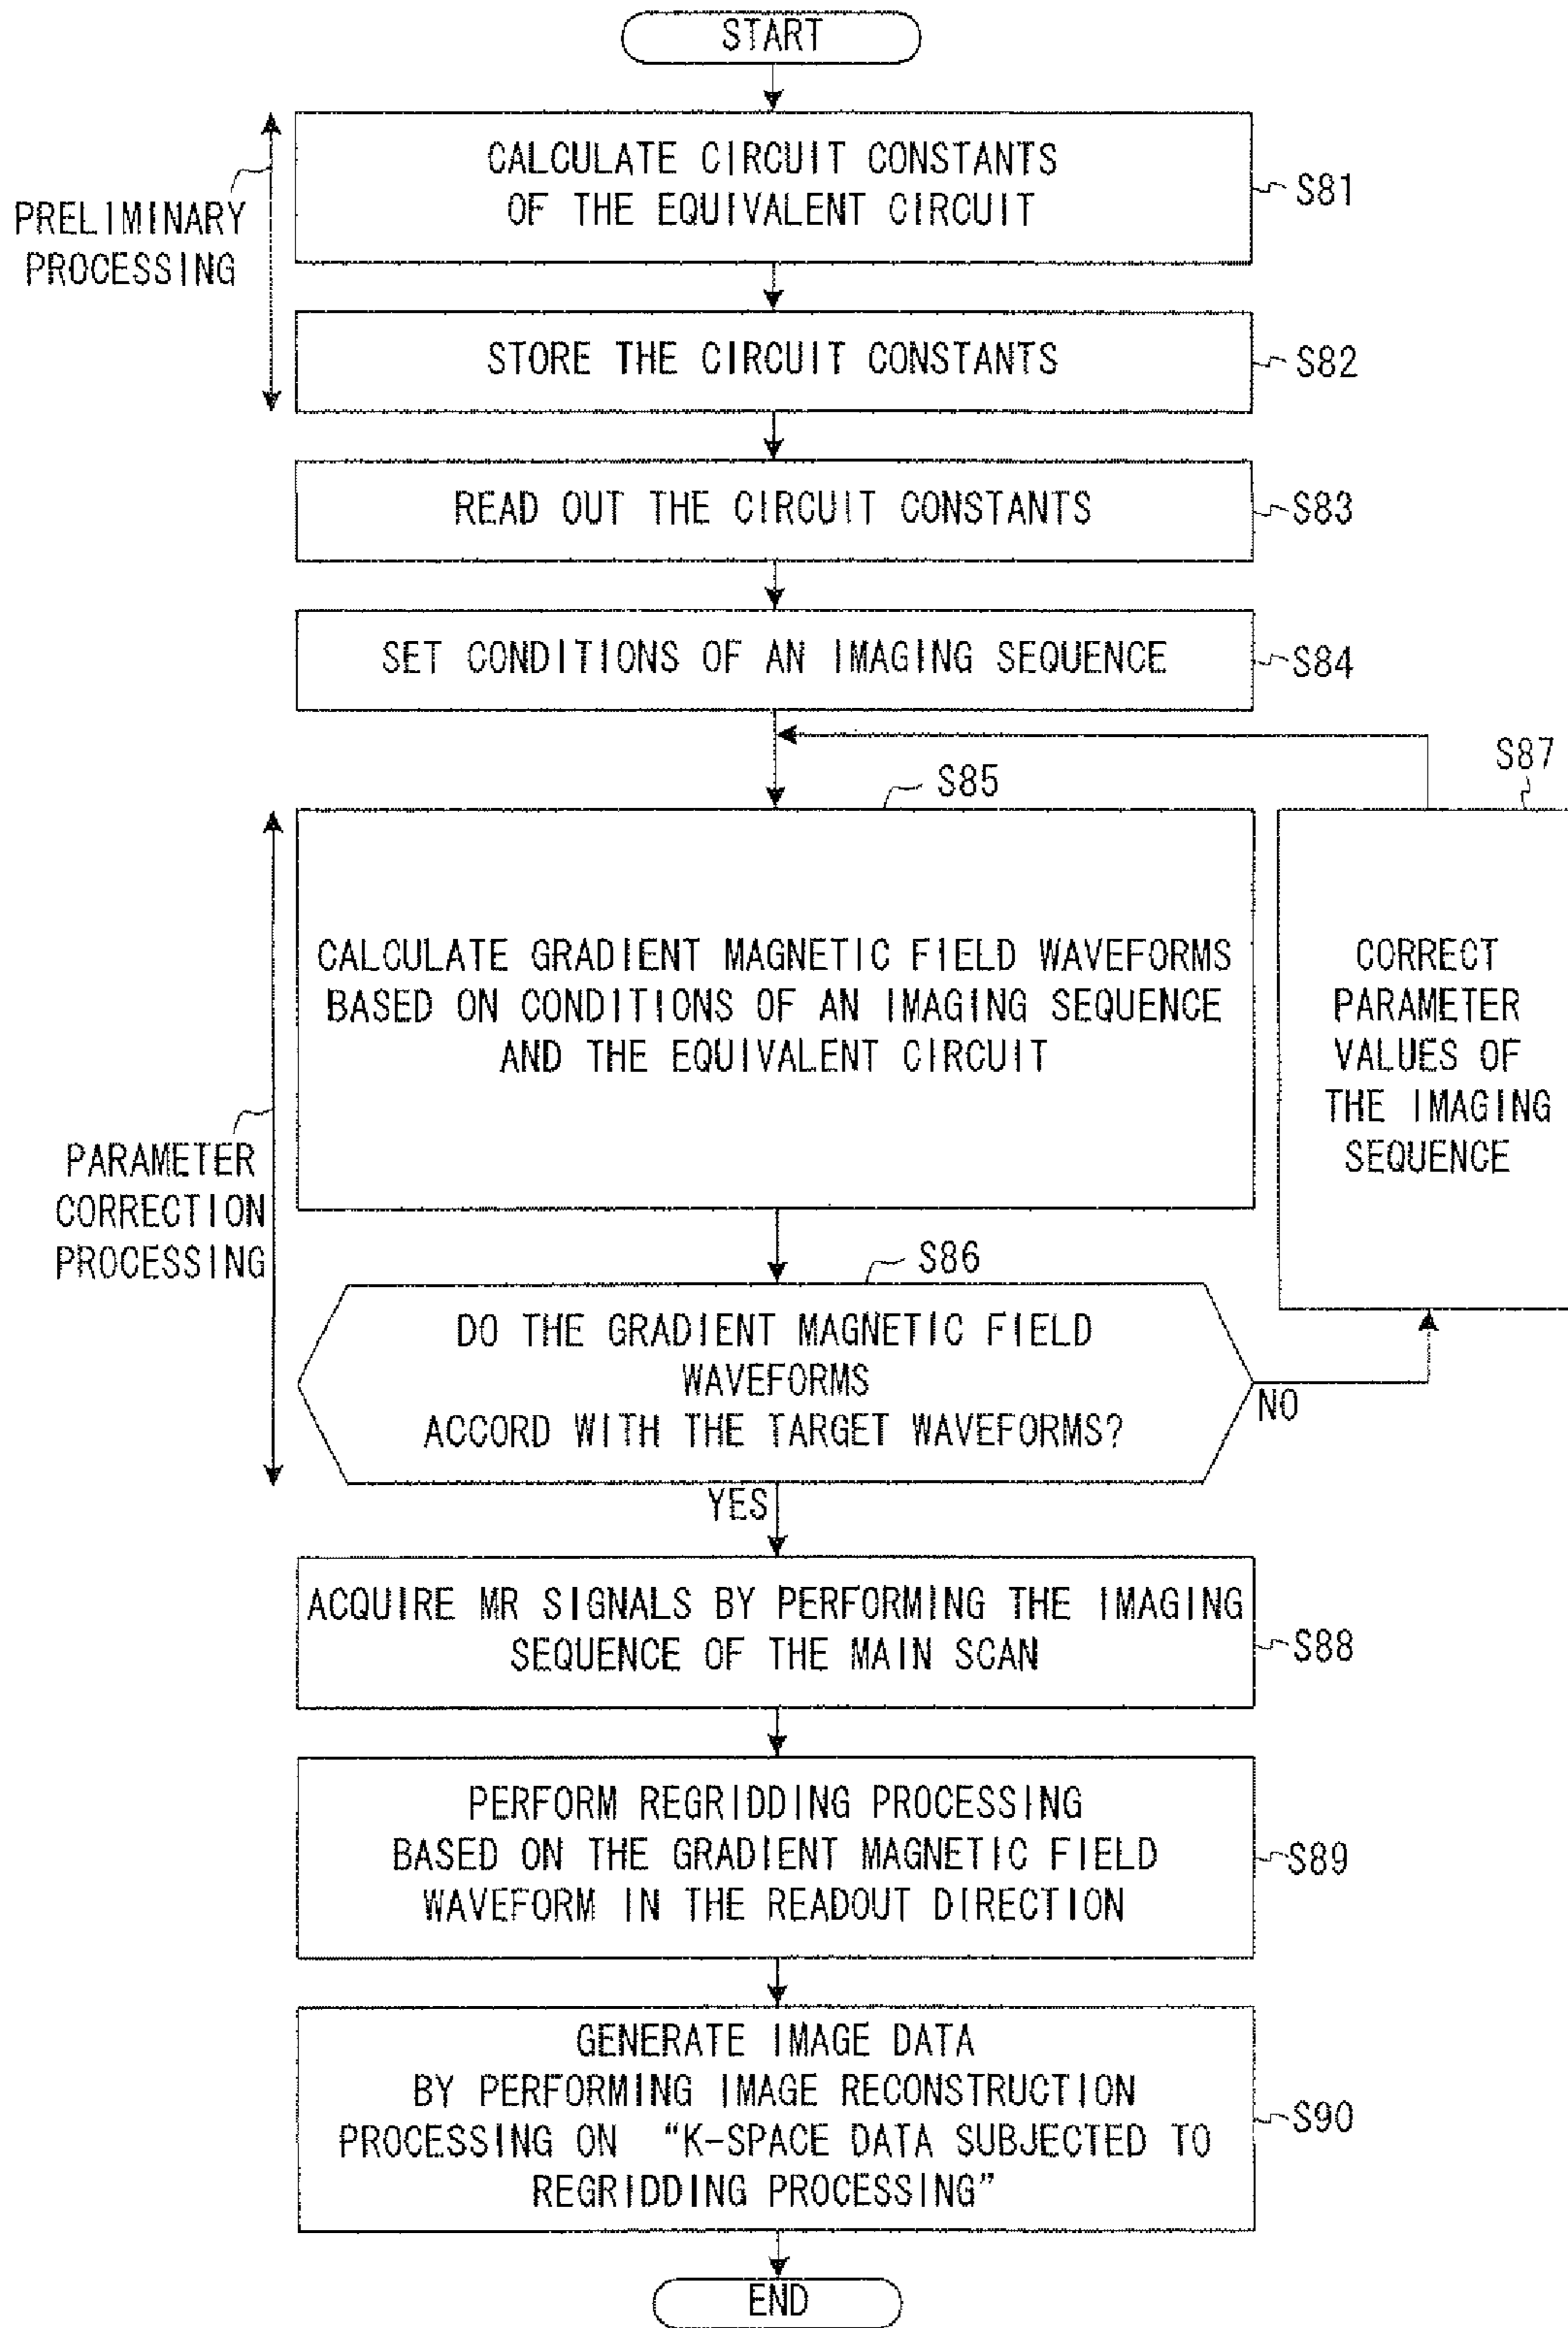 START
CALCULATE CIRCUIT CONSTANTS
OF THE EQUIVALENT CIRCUIT
S81
PRELIMINARY
PROCESSING
STORE THE CIRCUIT CONSTANTS
S82
READ OUT THE CIRCUIT CONSTANTS
S83
SET CONDITIONS OF AN IMAGING SEQUENCE
S84
S85
CALCULATE GRADIENT MAGNETIC FIELD WAVEFORMS
BASED ON CONDITIONS OF AN IMAGING SEQUENCE
AND THE EQUIVALENT CIRCUIT
S87
CORRECT
PARAMETER
VALUES OF
THE IMAGING
SEQUENCE
PARAMETER
CORRECTION
PROCESSING
S86
DO THE GRADIENT MAGNETIC FIELD
WAVEFORMS
ACCORD WITH THE TARGET WAVEFORMS?
NO
YES
ACQUIRE MR SIGNALS BY PERFORMING THE IMAGING
SEQUENCE OF THE MAIN SCAN
S88
PERFORM REGRIDDING PROCESSING
BASED ON THE GRADIENT MAGNETIC FIELD
WAVEFORM IN THE READOUT DIRECTION
S89
GENERATE IMAGE DATA
BY PERFORMING IMAGE RECONSTRUCTION
PROCESSING ON “K-SPACE DATA SUBJECTED TO
REGRIDDING PROCESSING”
S90
END